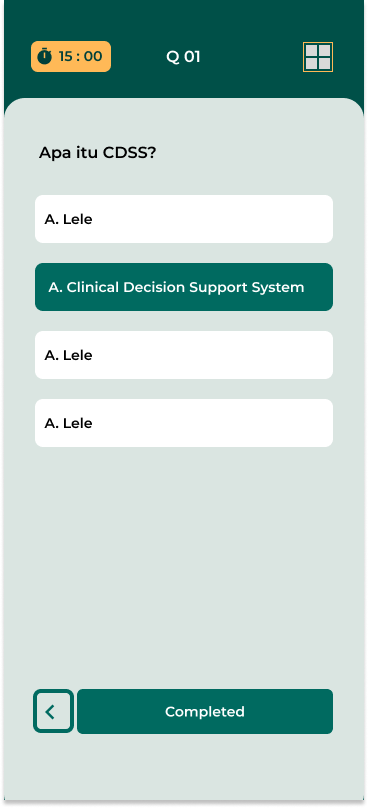 15 : 00
Q 01
Apa itu CDSS?
A. Lele
A. Clinical Decision Support System
A. Lele
A. Lele
Completed